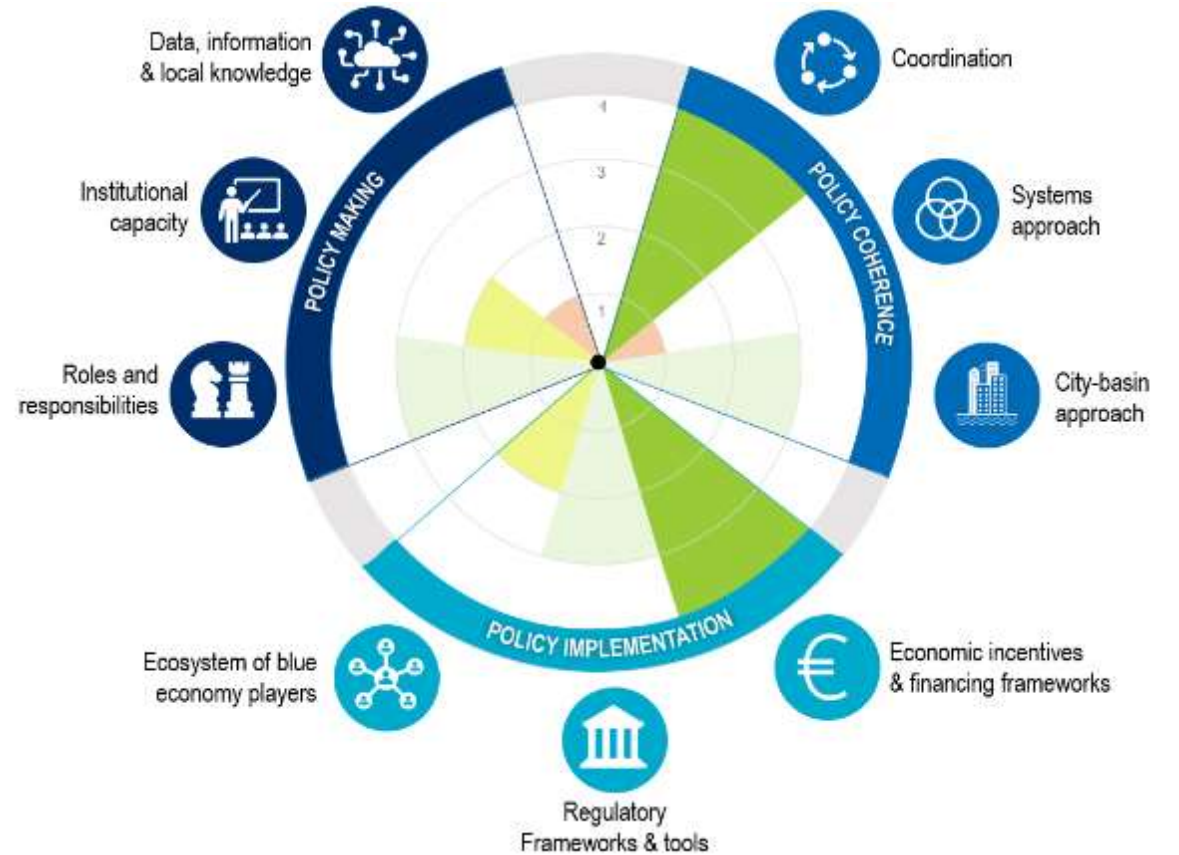 Data, information
& local knowledge
Coordination
Institutional
capacity
Systems
approach
Roles and
responsibilities
City-basin
approach
Ecosystem of blue
economy players
Economic incentives
& financing frameworks
Regulatory
Frameworks & tools
POLICY MAKING
POLICY COHERENCE
POLICY IMPLEMENTATION
4
3
2
1
€